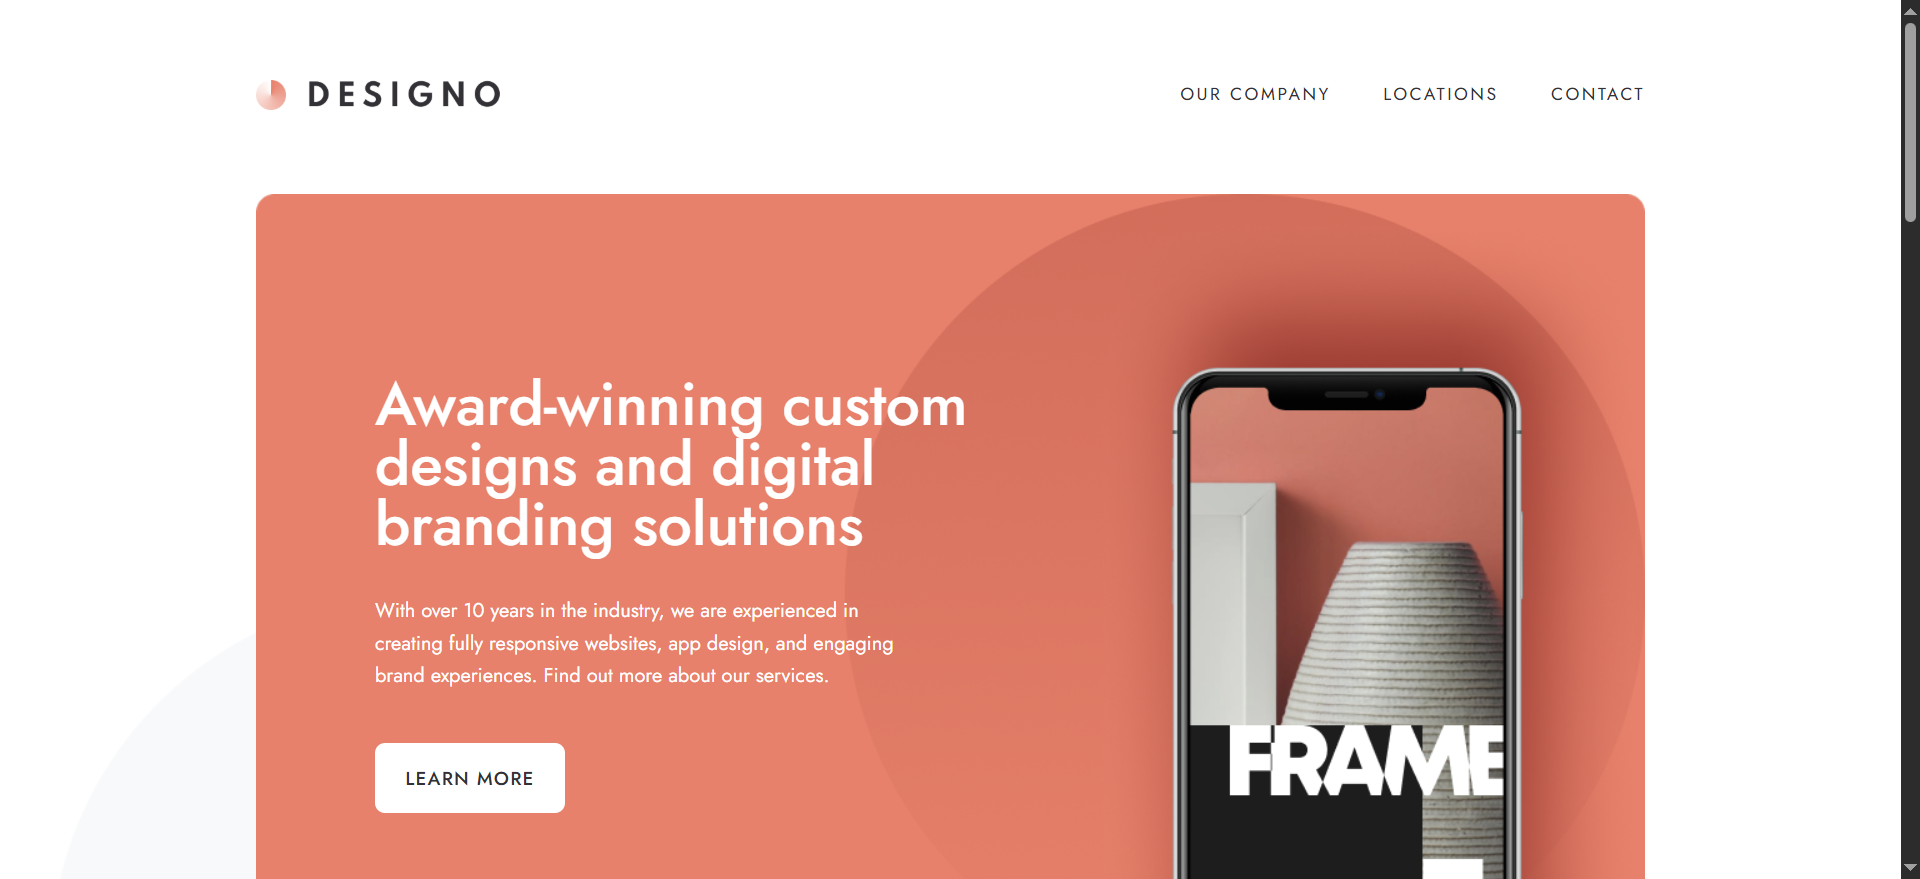 DESIGNO
OUR COMPANY LOCATIONS CONTACT
Award-winning custom
designs and digital
branding solutions
With over 10 years in the industry, we are experienced in
creating fully responsive websites, app design, and engaging
brand experiences. Find out more about our services.
LEARN MORE
FRAME